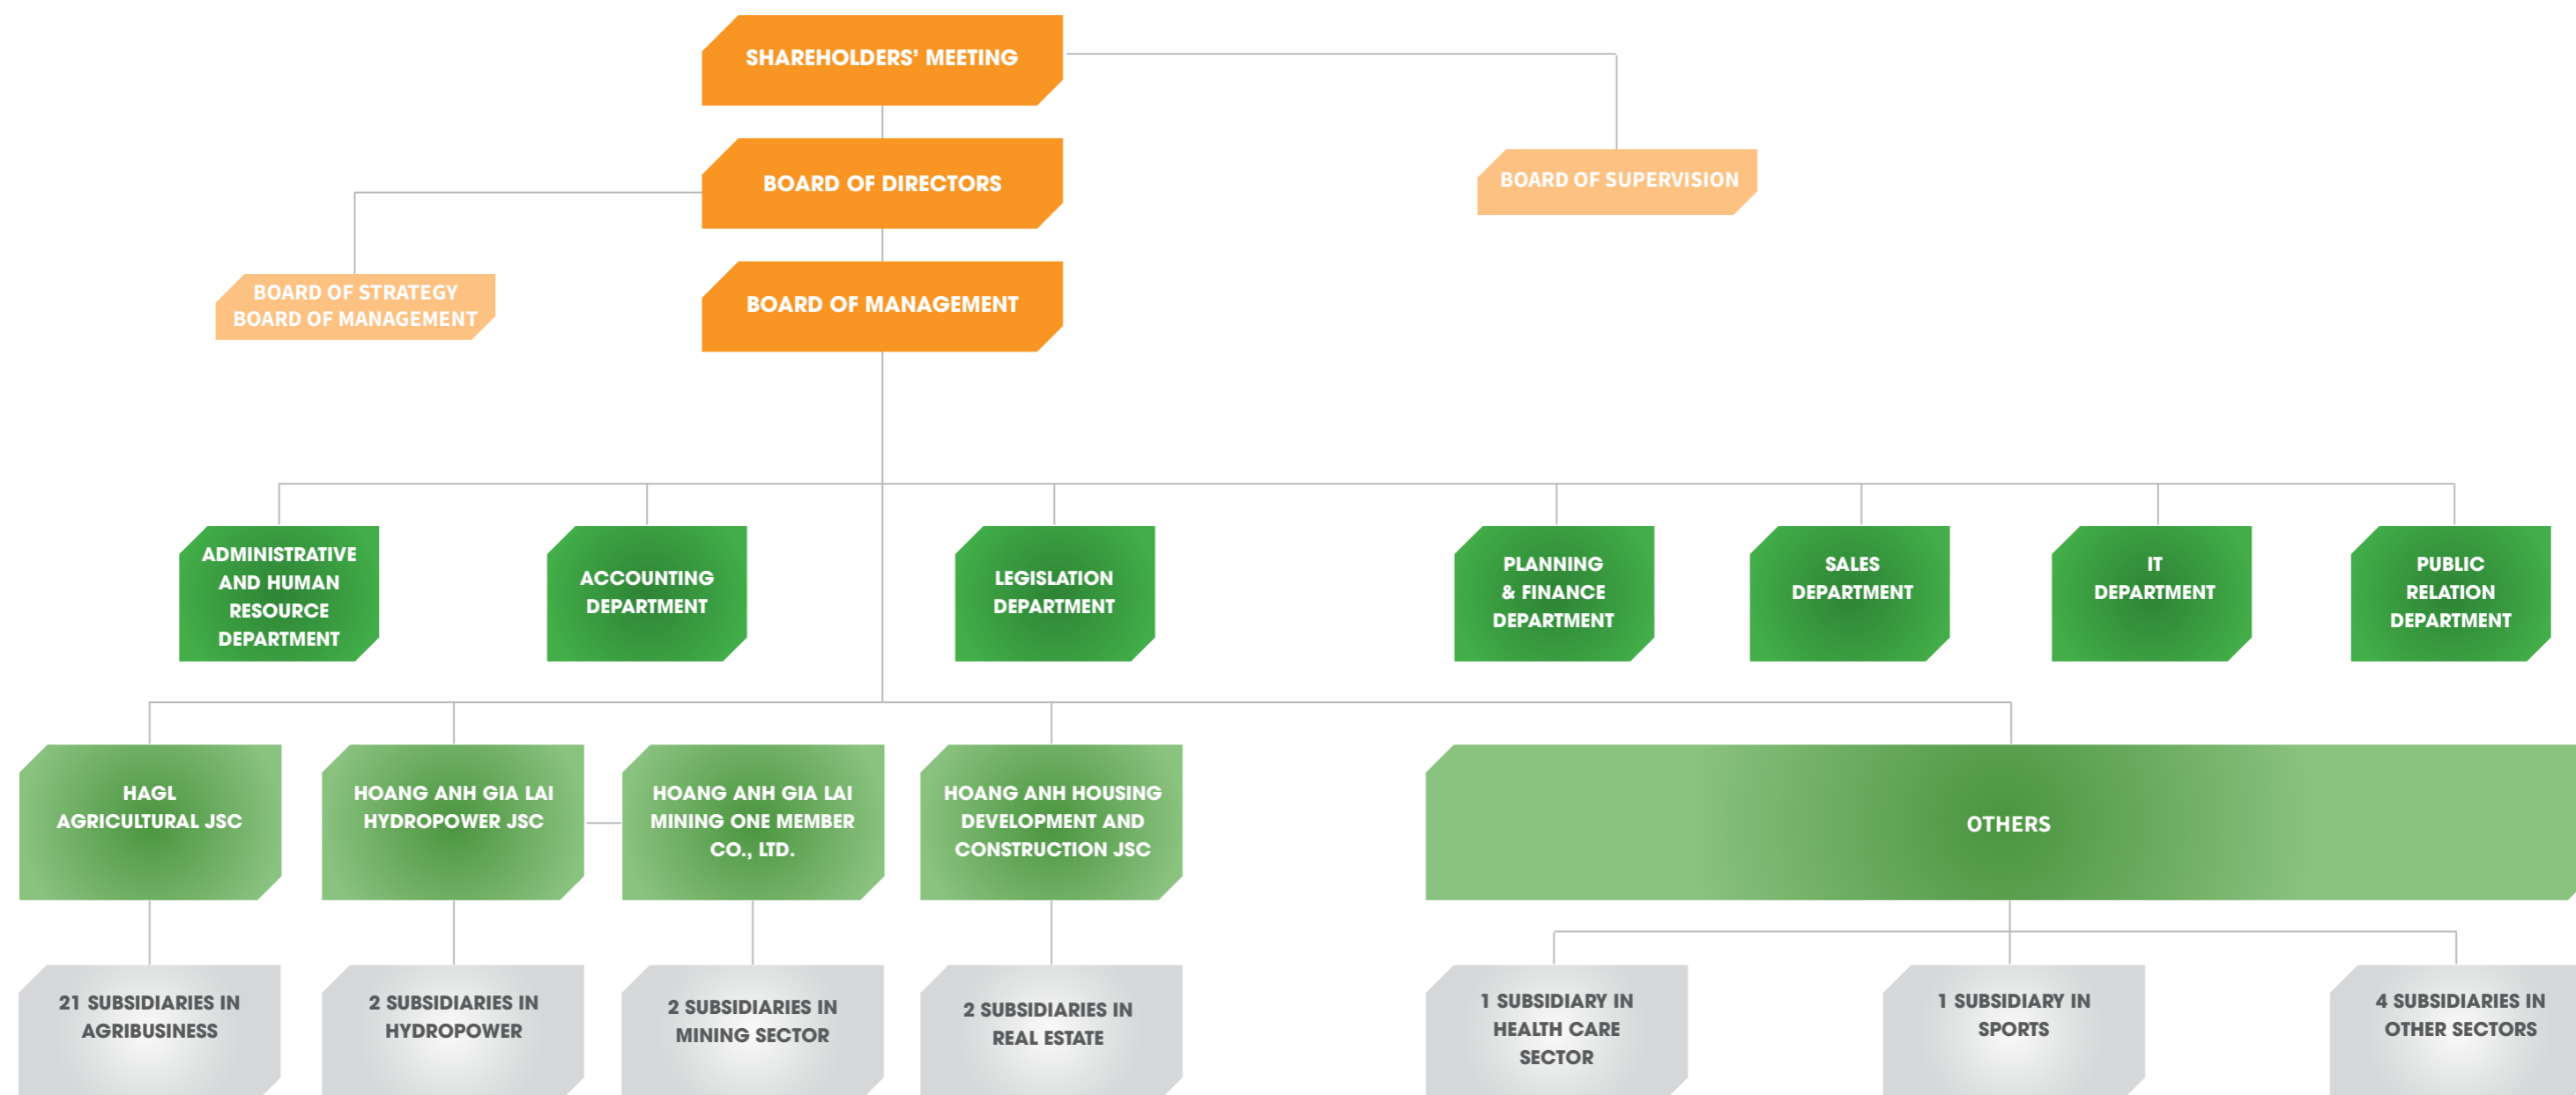 SHAREHOLDERS’ MEETING
BOARD OF DIRECTORS
BOARD OF SUPERVISION
BOARD OF STRATEGY
BOARD OF MANAGEMENT
BOARD OF MANAGEMENT
ADMINISTRATIVE
AND HUMAN
RESOURCE
DEPARTMENT
ACCOUNTING
DEPARTMENT
LEGISLATION
DEPARTMENT
PLANNING
& FINANCE
DEPARTMENT
SALES
DEPARTMENT
IT
DEPARTMENT
PUBLIC
RELATION
DEPARTMENT
HAGL
AGRICULTURAL JSC
HOANG ANH GIA LAI
HYDROPOWER JSC
HOANG ANH GIA LAI
MINING ONE MEMBER
CO., LTD.
HOANG ANH HOUSING
DEVELOPMENT AND
CONSTRUCTION JSC
OTHERS
21 SUBSIDIARIES IN
AGRIBUSINESS
2 SUBSIDIARIES IN
HYDROPOWER
2 SUBSIDIARIES IN
MINING SECTOR
2 SUBSIDIARIES IN
REAL ESTATE
1 SUBSIDIARY IN
HEALTH CARE
SECTOR
1 SUBSIDIARY IN
SPORTS
4 SUBSIDIARIES IN
OTHER SECTORS